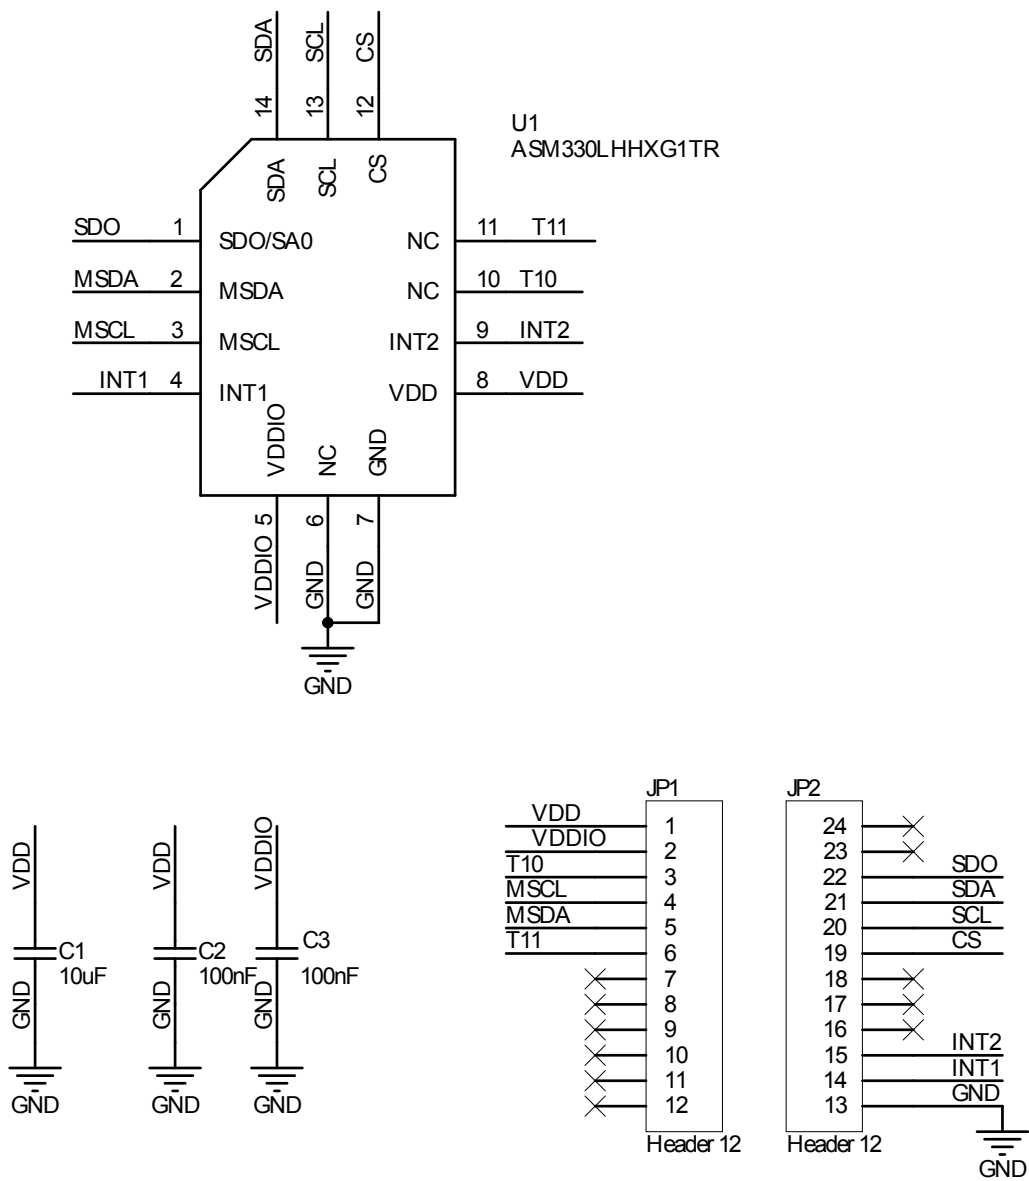 SDA
SCL
CS
14
13
12
U1
ASM330LHHXG1TR
SDA
SCL
CS
SDO 1 SDO/SA0 NC 11 T11
MSDA 2 MSDA NC 10 T10
MSCL 3 MSCL INT2 9 INT2
INT1 4 INT1 VDD 8 VDD
VDDIO
NC
GND
5
6
7
VDDIO
GND
GND
GND
VDD
C1
10uF
GND
GND
VDD
C2
100nF
GND
GND
VDDIO
C3
100nF
GND
GND
JP1
VDD 1
VDDIO 2
T10 3
MSCL 4
MSDA 5
T11 6
7
8
9
10
11
12
Header 12
JP2
24
23
22 SDO
21 SDA
20 SCL
19 CS
18
17
16
15 INT2
14 INT1
13 GND
Header 12
GND